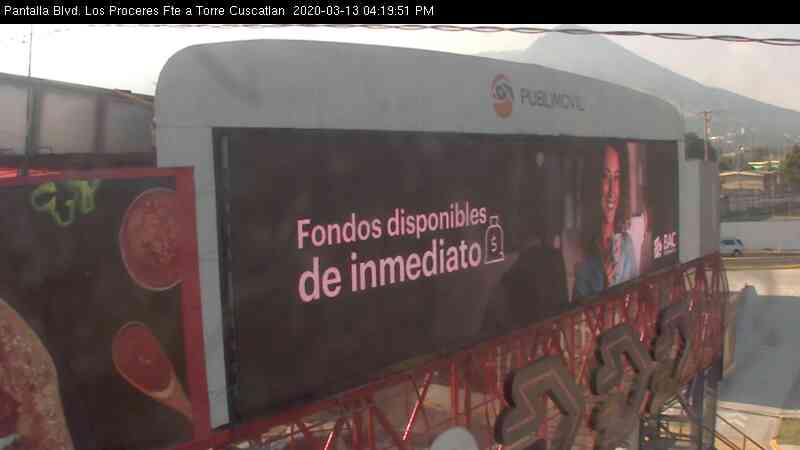 Pantalla Blvd. Los Proceres Fte a Torre Cuscatlan 2020-03-13 04:19:51 PM
PUBLIMOVIL
Fondos disponibles
de inmediato
$
BAC